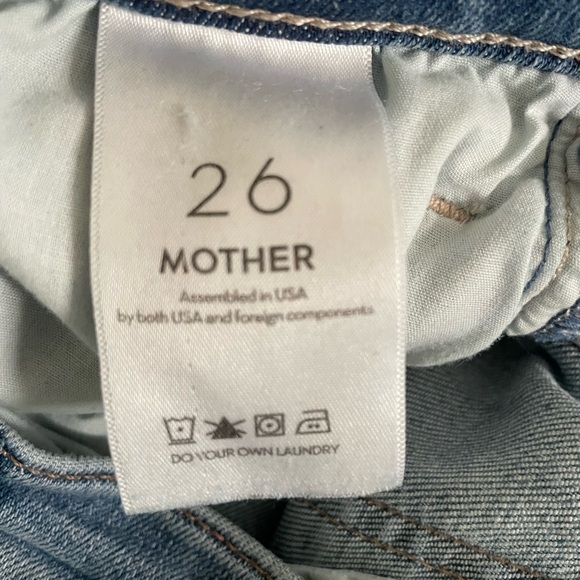 26
MOTHER
Assembled in USA
by both USA and foreign components
DO YOUR OWN LAUNDRY